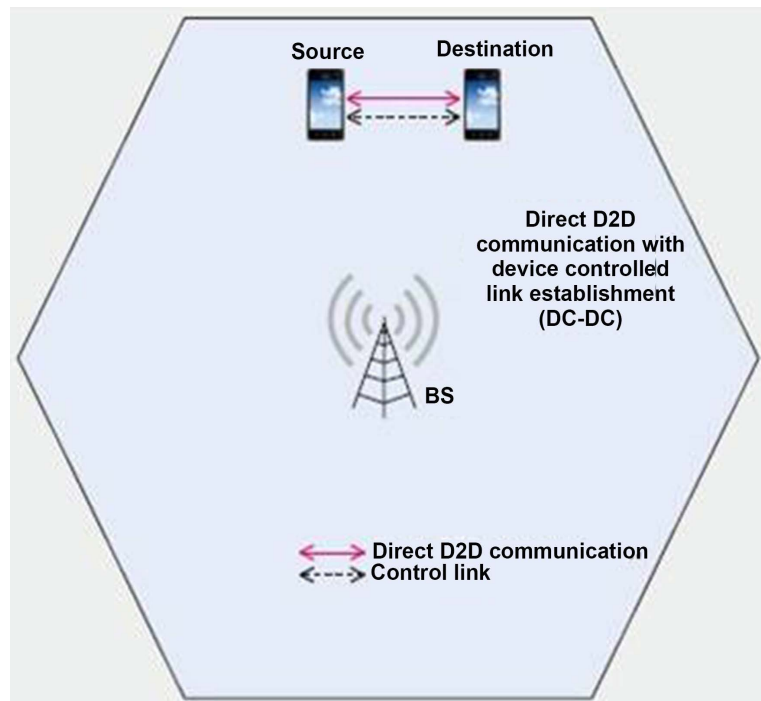 Source
Destination
Direct D2D
communication with
device controlled
link establishment
(DC-DC)
BS
Direct D2D communication
Control link